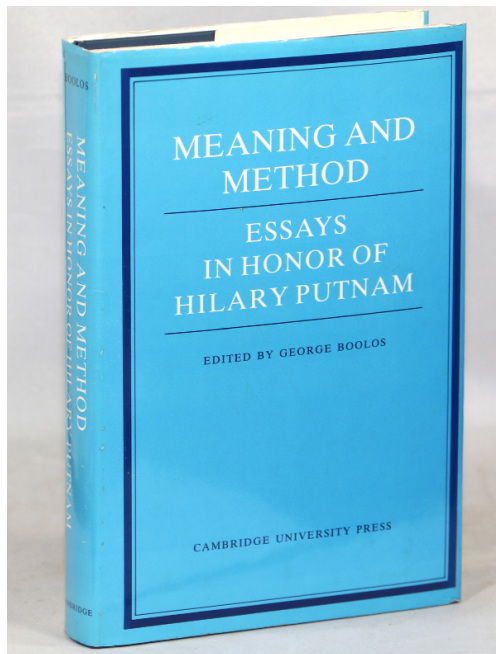 MEANING AND
METHOD
ESSAYS
IN HONOR OF
HILARY PUTNAM
EDITED BY GEORGE BOOLOS
CAMBRIDGE UNIVERSITY PRESS
BOOLOS
MEANING AND METHOD
ESSAYS IN HONOR OF HILARY PUTNAM